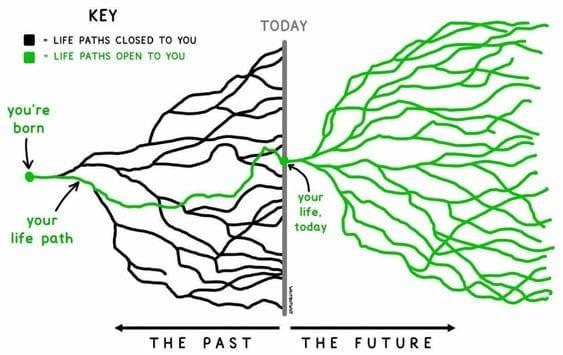 KEY
- LIFE PATHS CLOSED TO YOU
- LIFE PATHS OPEN TO YOU
TODAY
you're
born
your
life path
your
life,
today
THE PAST
THE FUTURE